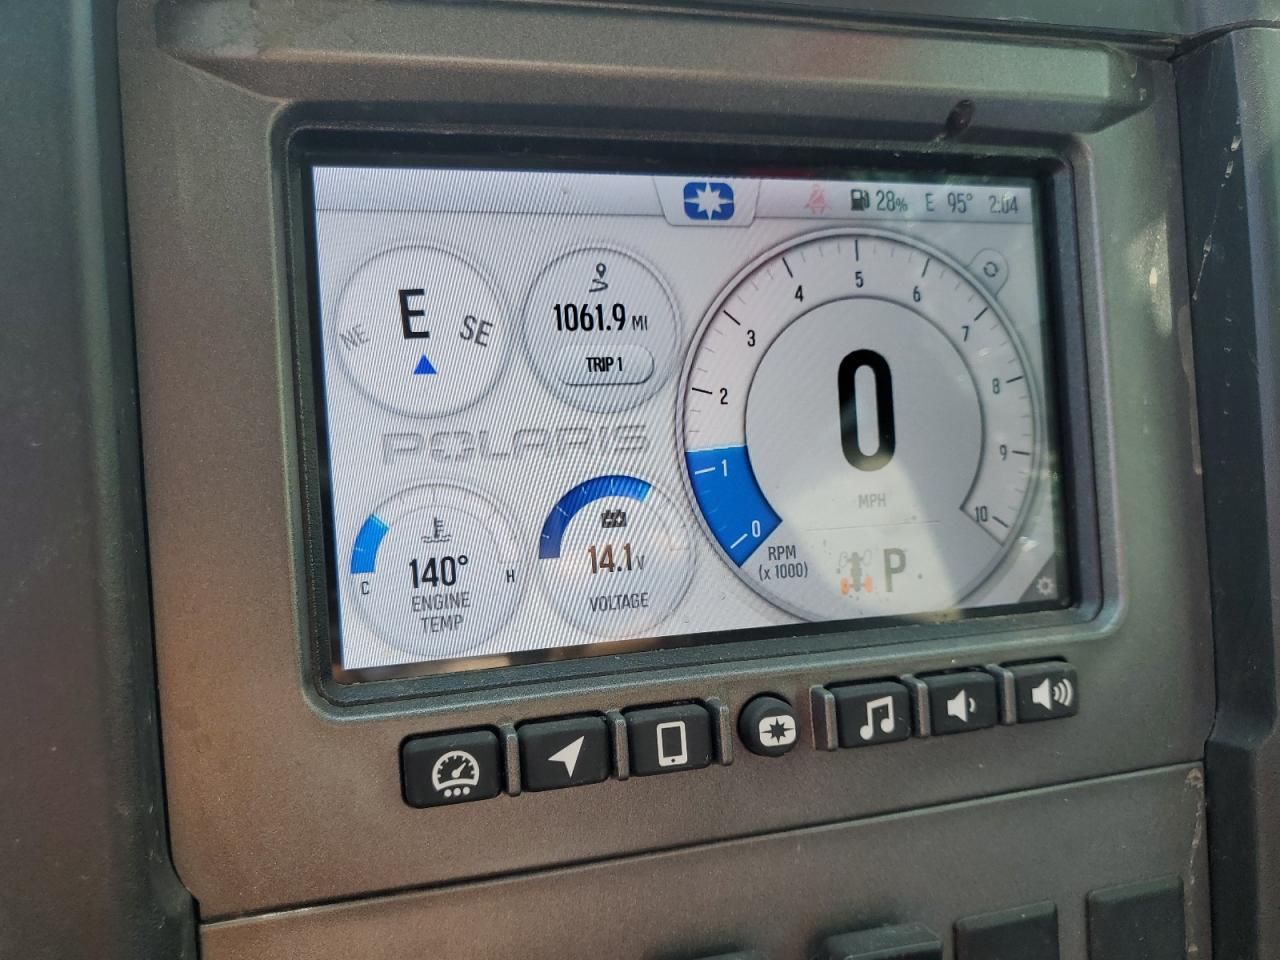 28% E 95° 2:04
NE E SE
1061.9 MI
TRIP 1
POLARIS
C 140° H
ENGINE
TEMP
14.1V
VOLTAGE
0 1 2 3 4 5 6 7 8 9 10
RPM
(x 1000)
0
MPH
P